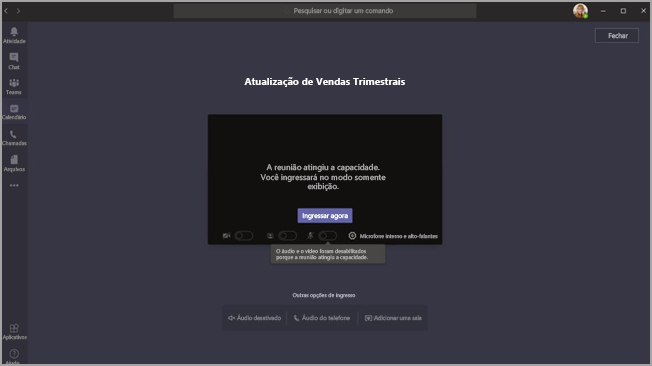 Pesquisar ou digitar um comando
Fechar
Atividade
Chat
Teams
Calendário
Chamadas
Arquivos
Aplicativos
Ajuda
Atualização de Vendas Trimestrais
A reunião atingiu a capacidade.
Você ingressará no modo somente
exibição.
Ingressar agora
Microfone interno e alto-falantes
O áudio e o vídeo foram desabilitados
porque a reunião atingiu a capacidade.
Outras opções de ingresso
Áudio desativado
Áudio do telefone
Adicionar uma sala